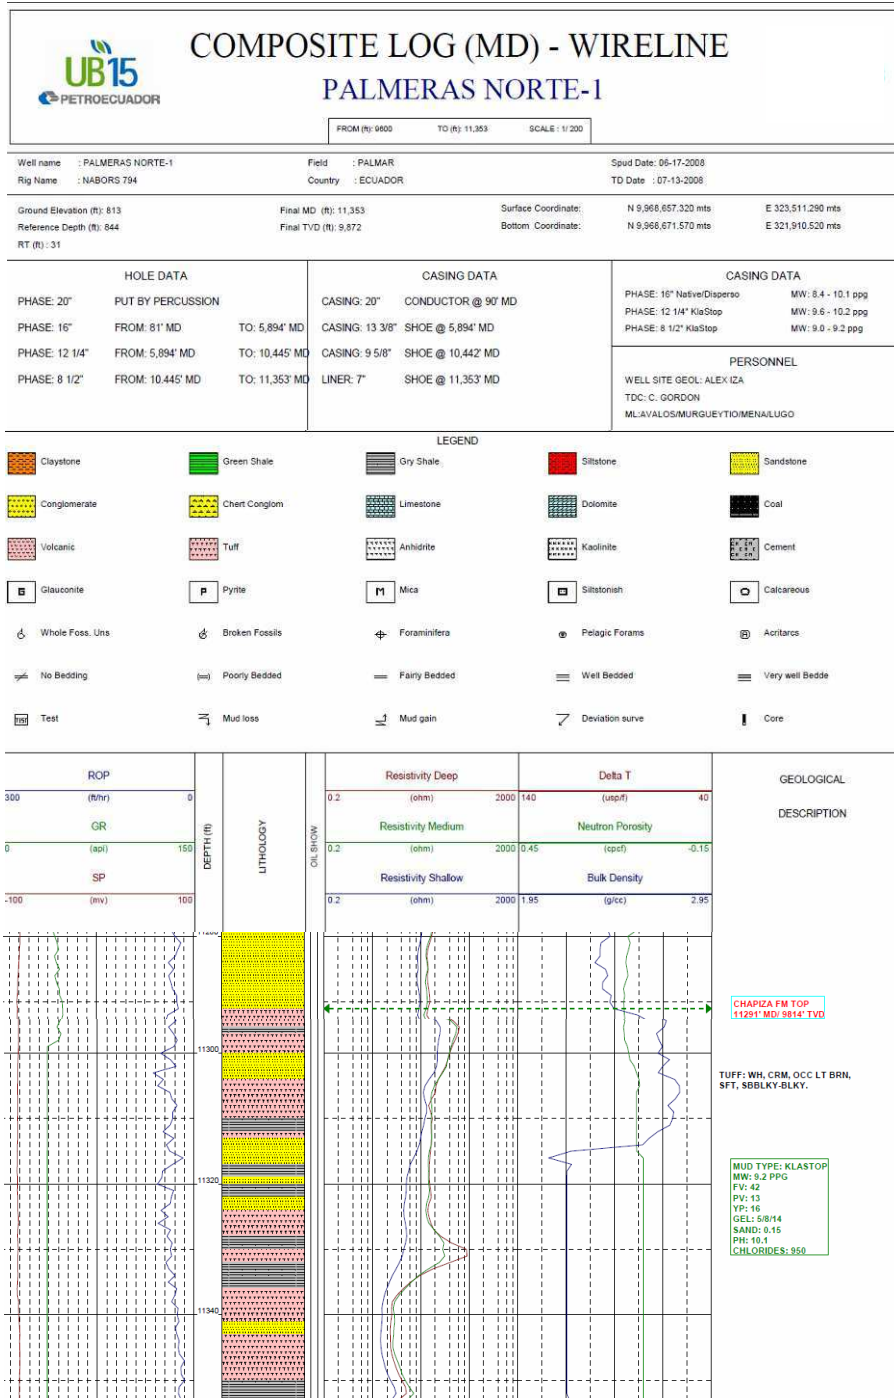 COMPOSITE LOG (MD) - WIRELINE
UB15
PETROECUADOR
PALMERAS NORTE-1
FROM (ft): 9600 TO (ft): 11,353 SCALE : 1/ 200
Well name : PALMERAS NORTE-1 Field : PALMAR Spud Date: 06-17-2008
Rig Name : NABORS 794 Country : ECUADOR TD Date : 07-13-2008
Ground Elevation (ft): 813 Final MD (ft): 11,353 Surface Coordinate: N 9,968,657.320 mts E 323,511.290 mts
Reference Depth (ft): 844 Final TVD (ft): 9,872 Bottom Coordinate: N 9,968,671.570 mts E 321,910.520 mts
RT (ft) : 31
HOLE DATA CASING DATA CASING DATA
PHASE: 20" PUT BY PERCUSSION CASING: 20" CONDUCTOR @ 90' MD PHASE: 16" Native/Disperso MW: 8.4 - 10.1 ppg
PHASE: 16" FROM: 81' MD TO: 5,894' MD CASING: 13 3/8" SHOE @ 5,894' MD PHASE: 12 1/4" KlaStop MW: 9.6 - 10.2 ppg
PHASE: 12 1/4" FROM: 5,894' MD TO: 10,445' MD CASING: 9 5/8" SHOE @ 10,442' MD PHASE: 8 1/2" KlaStop MW: 9.0 - 9.2 ppg
PHASE: 8 1/2" FROM: 10.445' MD TO: 11,353' MD LINER: 7" SHOE @ 11,353' MD
PERSONNEL
WELL SITE GEOL: ALEX IZA
TDC: C. GORDON
ML:AVALOS/MURGUEYTIO/MENA/LUGO
LEGEND
Claystone Green Shale Gry Shale Siltstone Sandstone
Conglomerate Chert Conglom Limestone Dolomite Coal
Volcanic Tuff Anhidrite Kaolinite Cement
G Glauconite P Pyrite M Mica Siltstonish Calcareous
Whole Foss. Uns Broken Fossils Foraminifera Pelagic Forams Acritarcs
No Bedding Poorly Bedded Fairly Bedded Well Bedded Very well Bedde
TEST Test Mud loss Mud gain Deviation surve Core
ROP Resistivity Deep Delta T GEOLOGICAL
300 (ft/hr) 0 0.2 (ohm) 2000 140 (usp/f) 40
DESCRIPTION
GR Resistivity Medium Neutron Porosity
0 (api) 150 0.2 (ohm) 2000 0.45 (cpcf) -0.15
DEPTH (ft) LITHOLOGY OIL SHOW
SP Resistivity Shallow Bulk Density
-100 (mv) 100 0.2 (ohm) 2000 1.95 (g/cc) 2.95
CHAPIZA FM TOP
11291' MD/ 9814' TVD
11300
TUFF: WH, CRM, OCC LT BRN,
SFT, SBBLKY-BLKY.
11320
MUD TYPE: KLASTOP
MW: 9.2 PPG
FV: 42
PV: 13
YP: 16
GEL: 5/8/14
SAND: 0.15
PH: 10.1
CHLORIDES: 950
11340